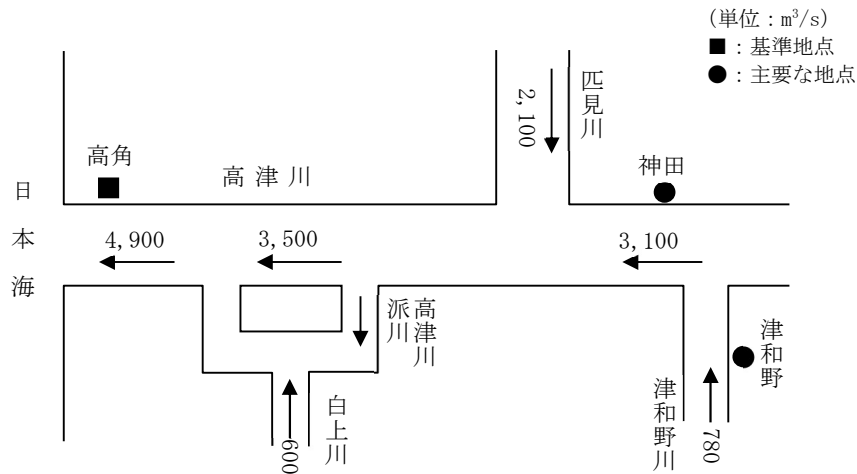 (単位：m³/s)
■：基準地点
●：主要な地点
匹見川
2,100
神田
高角
高津川
日本海
4,900
3,500
3,100
高津川
派川
津和野
白上川
600
津和野川
780